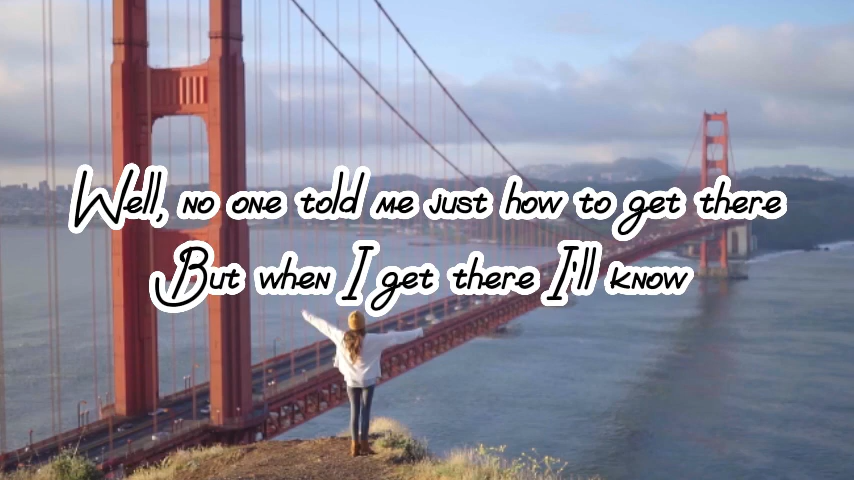 Well, no one told me just how to get there
But when I get there I'll know